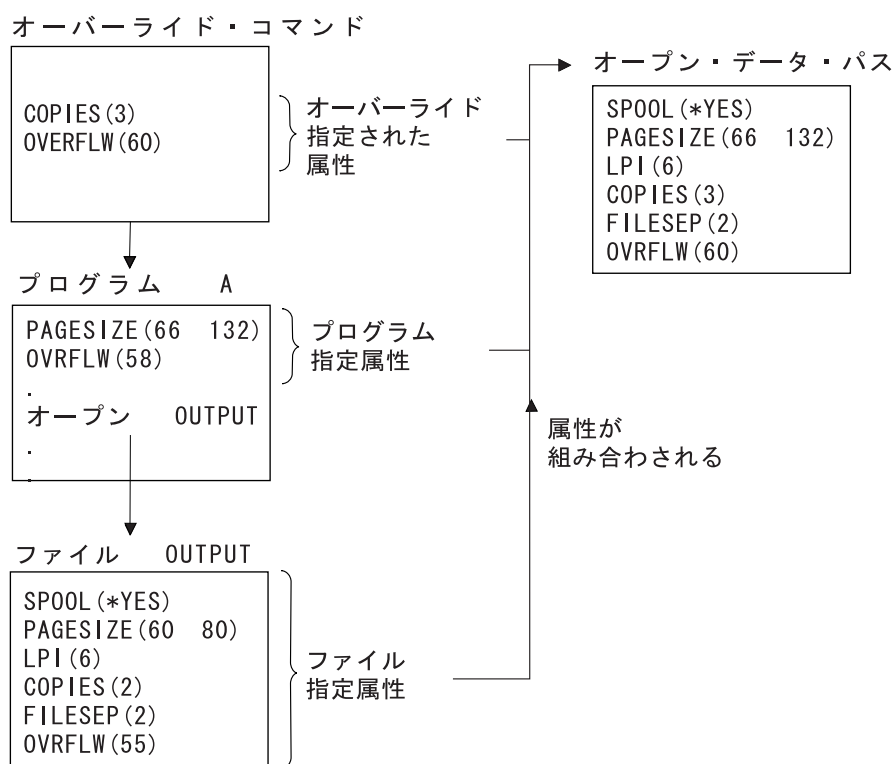 オーバーライド・コマンド
COPIES(3)
OVERFLW(60)
オーバーライド
指定された
属性
プログラム A
PAGESIZE(66 132)
OVRFLW(58)
.
オープン OUTPUT
.
.
プログラム
指定属性
ファイル OUTPUT
SPOOL(*YES)
PAGESIZE(60 80)
LPI(6)
COPIES(2)
FILESEP(2)
OVRFLW(55)
ファイル
指定属性
属性が
組み合わされる
オープン・データ・パス
SPOOL(*YES)
PAGESIZE(66 132)
LPI(6)
COPIES(3)
FILESEP(2)
OVRFLW(60)